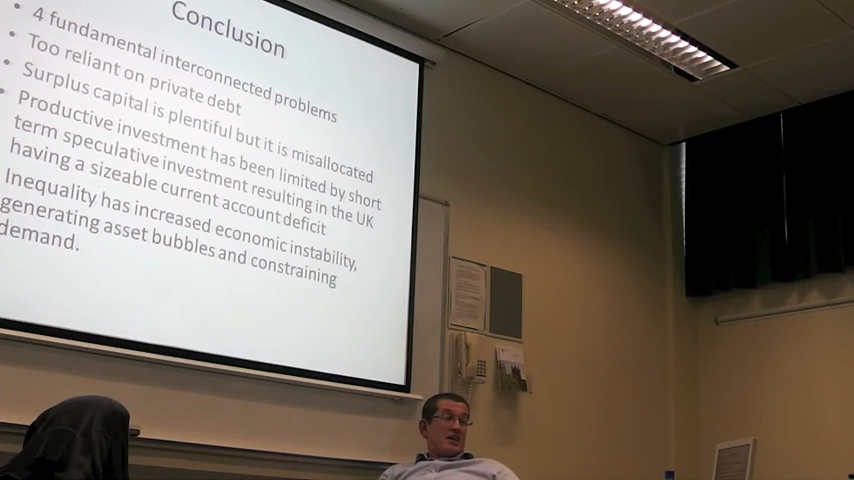 Conclusion
• 4 fundamental interconnected problems
• Too reliant on private debt
• Surplus capital is plentiful but it is misallocated
• Productive investment has been limited by short
term speculative investment resulting in the UK
having a sizeable current account deficit
Inequality has increased economic instability,
generating asset bubbles and constraining
demand.